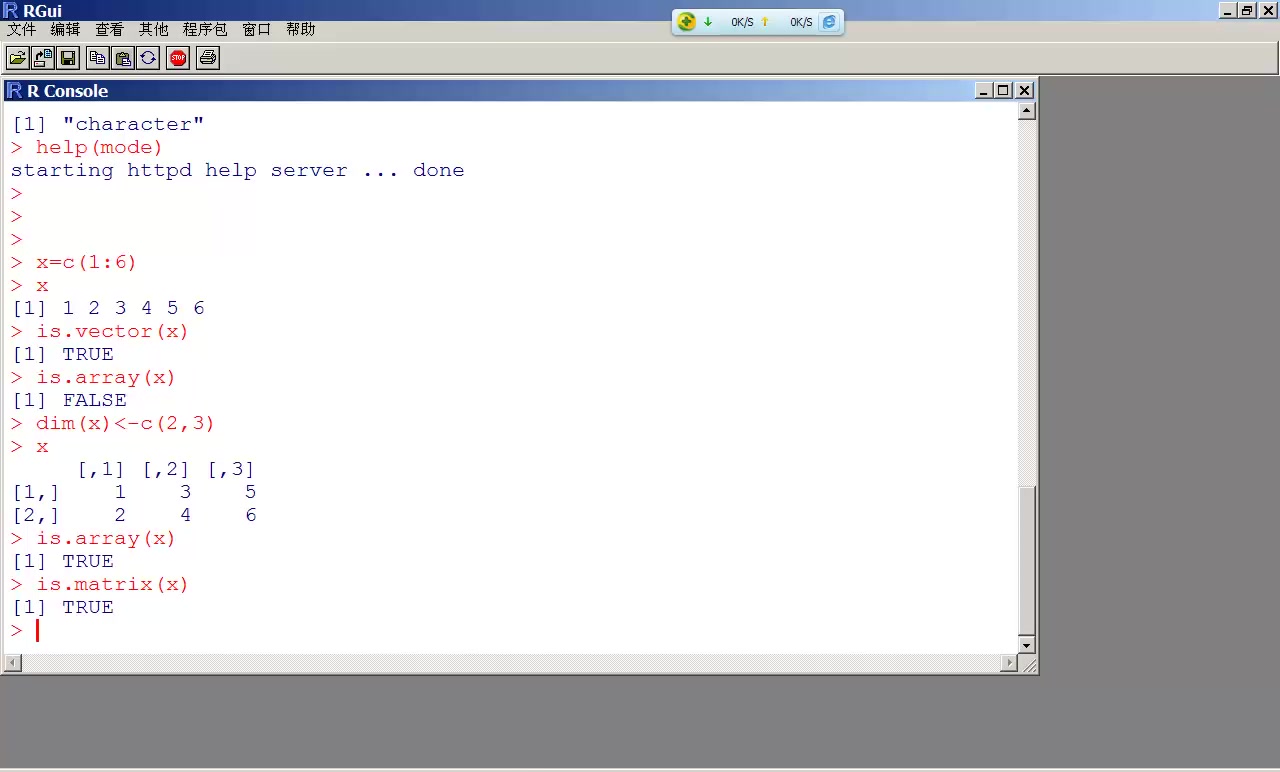 RGui
文件 编辑 查看 其他 程序包 窗口 帮助
0K/S 0K/S
STOP
R Console
[1] "character"
> help(mode)
starting httpd help server ... done
>
>
>
> x=c(1:6)
> x
[1] 1 2 3 4 5 6
> is.vector(x)
[1] TRUE
> is.array(x)
[1] FALSE
> dim(x)<-c(2,3)
> x
     [,1] [,2] [,3]
[1,]    1    3    5
[2,]    2    4    6
> is.array(x)
[1] TRUE
> is.matrix(x)
[1] TRUE
>